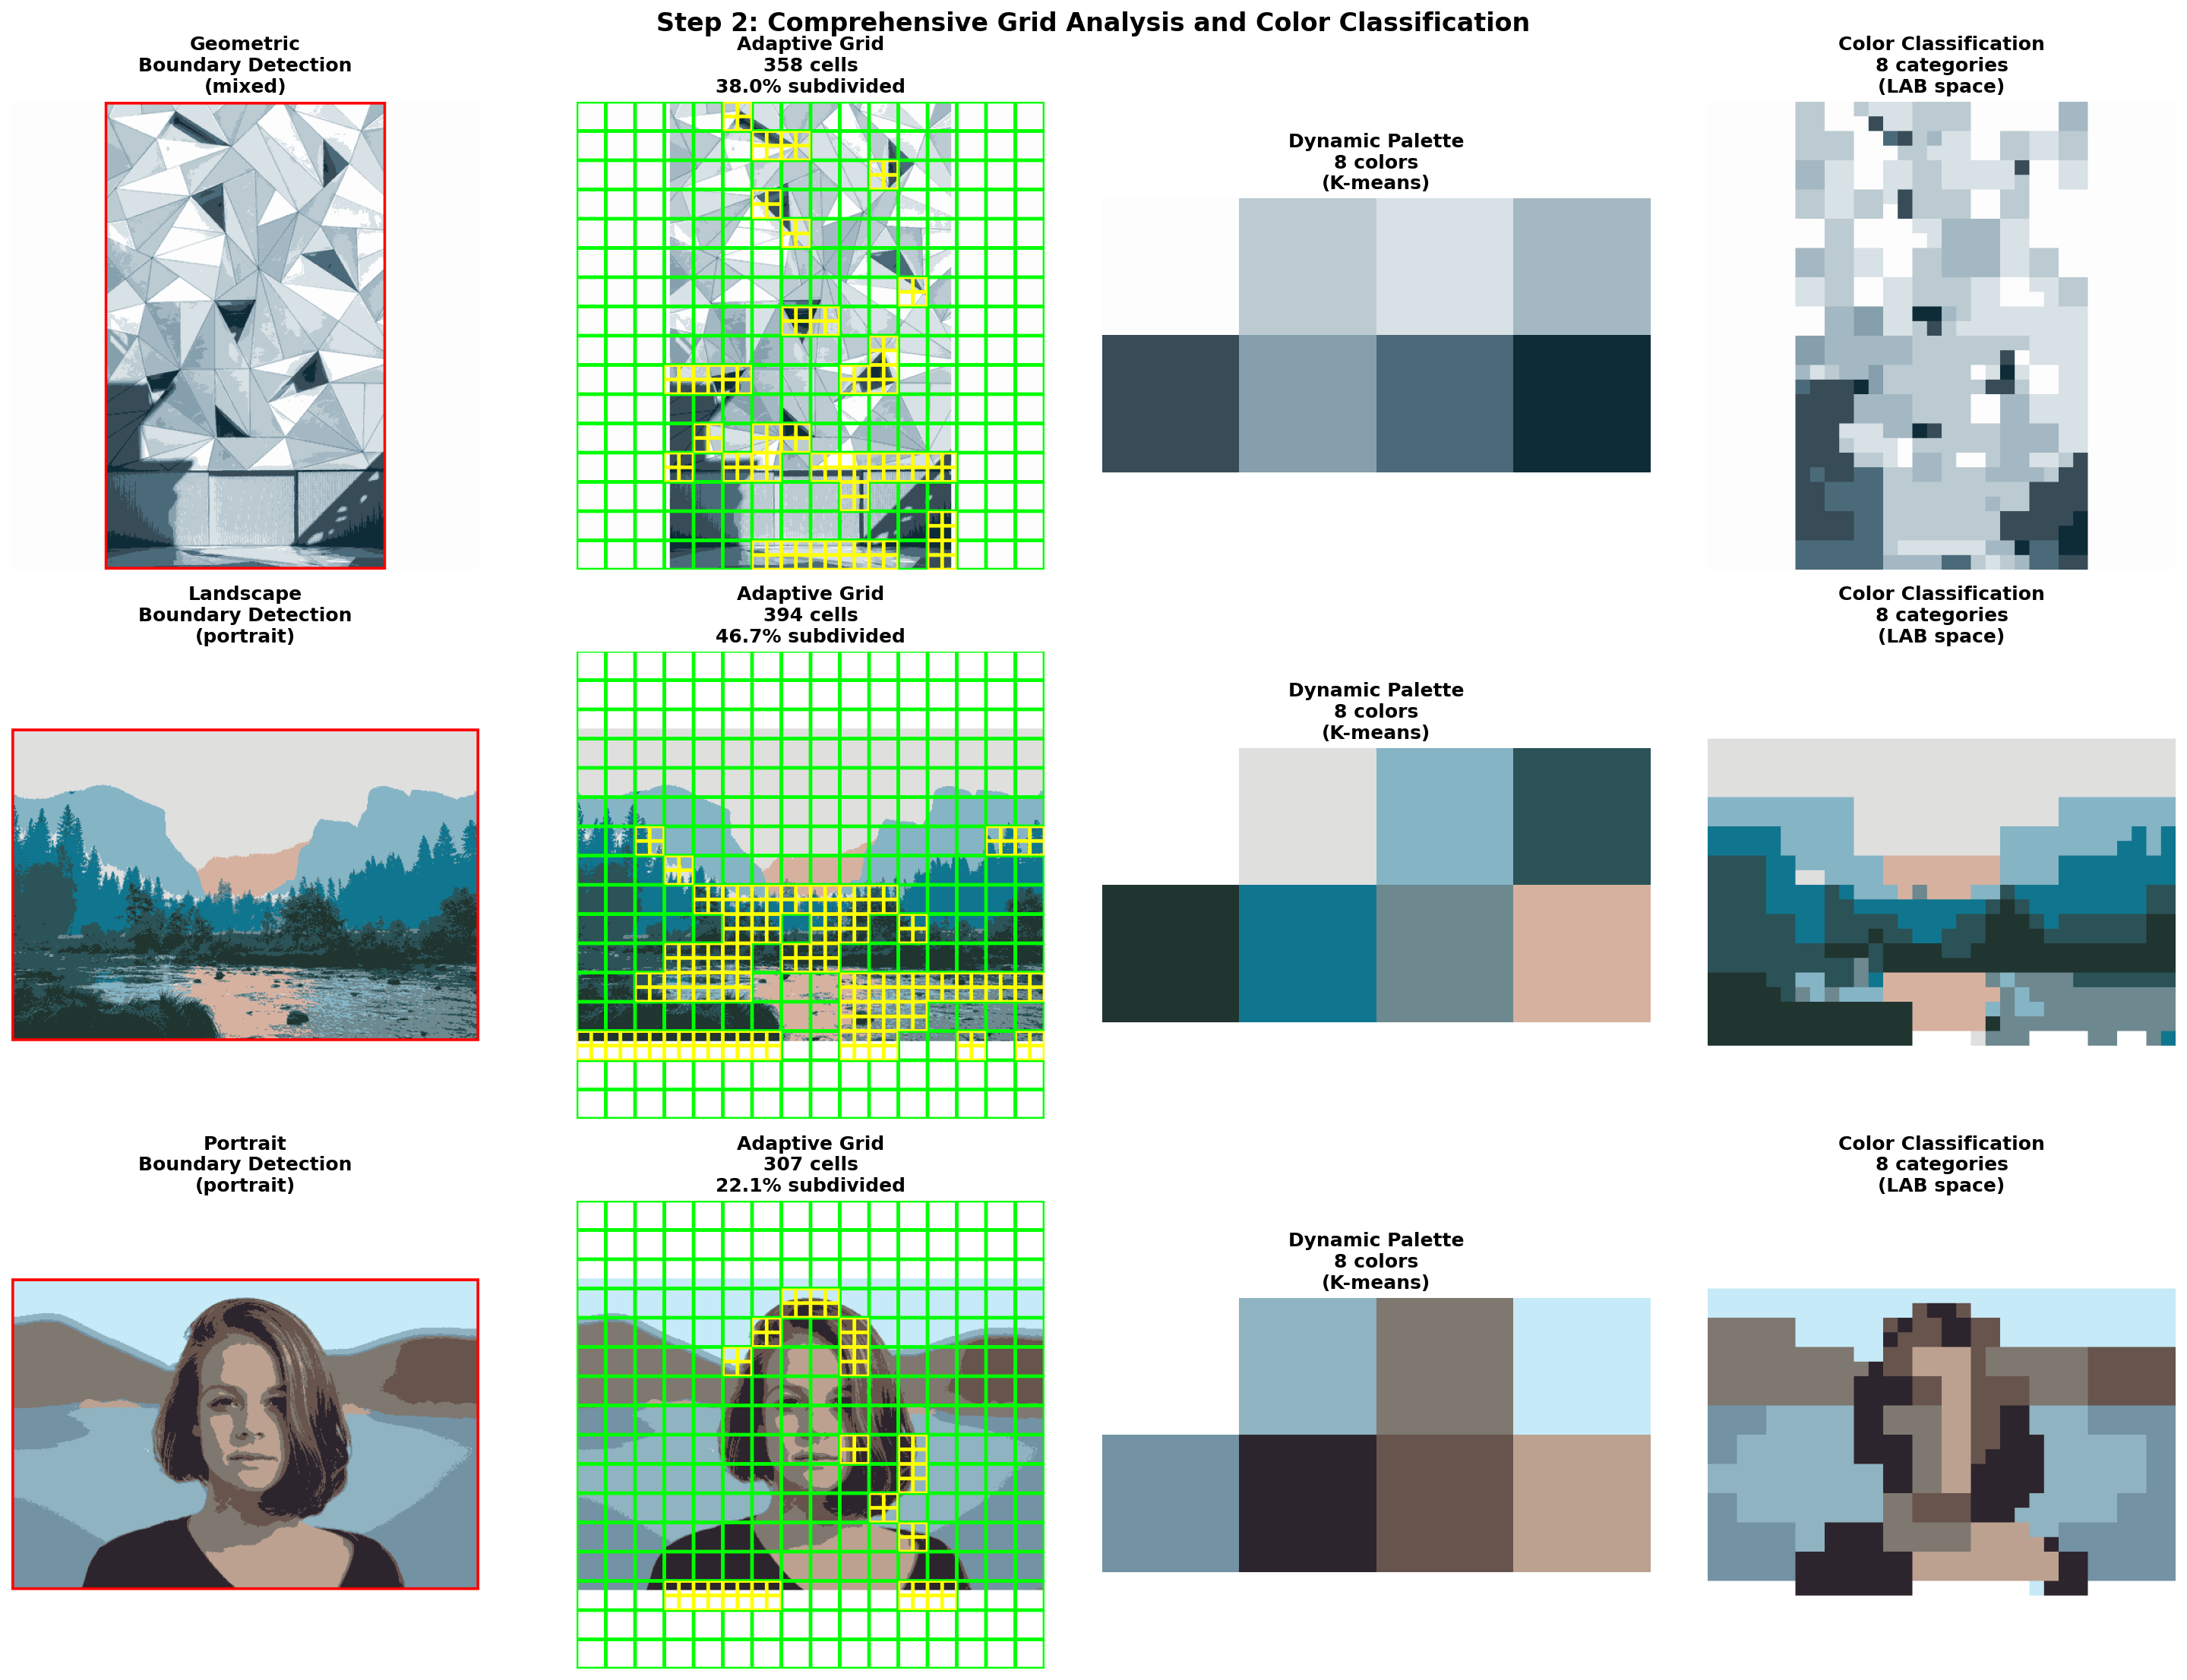 Step 2: Comprehensive Grid Analysis and Color Classification
Geometric
Boundary Detection
(mixed)
Adaptive Grid
358 cells
38.0% subdivided
Dynamic Palette
8 colors
(K-means)
Color Classification
8 categories
(LAB space)
Landscape
Boundary Detection
(portrait)
Adaptive Grid
394 cells
46.7% subdivided
Dynamic Palette
8 colors
(K-means)
Color Classification
8 categories
(LAB space)
Portrait
Boundary Detection
(portrait)
Adaptive Grid
307 cells
22.1% subdivided
Dynamic Palette
8 colors
(K-means)
Color Classification
8 categories
(LAB space)